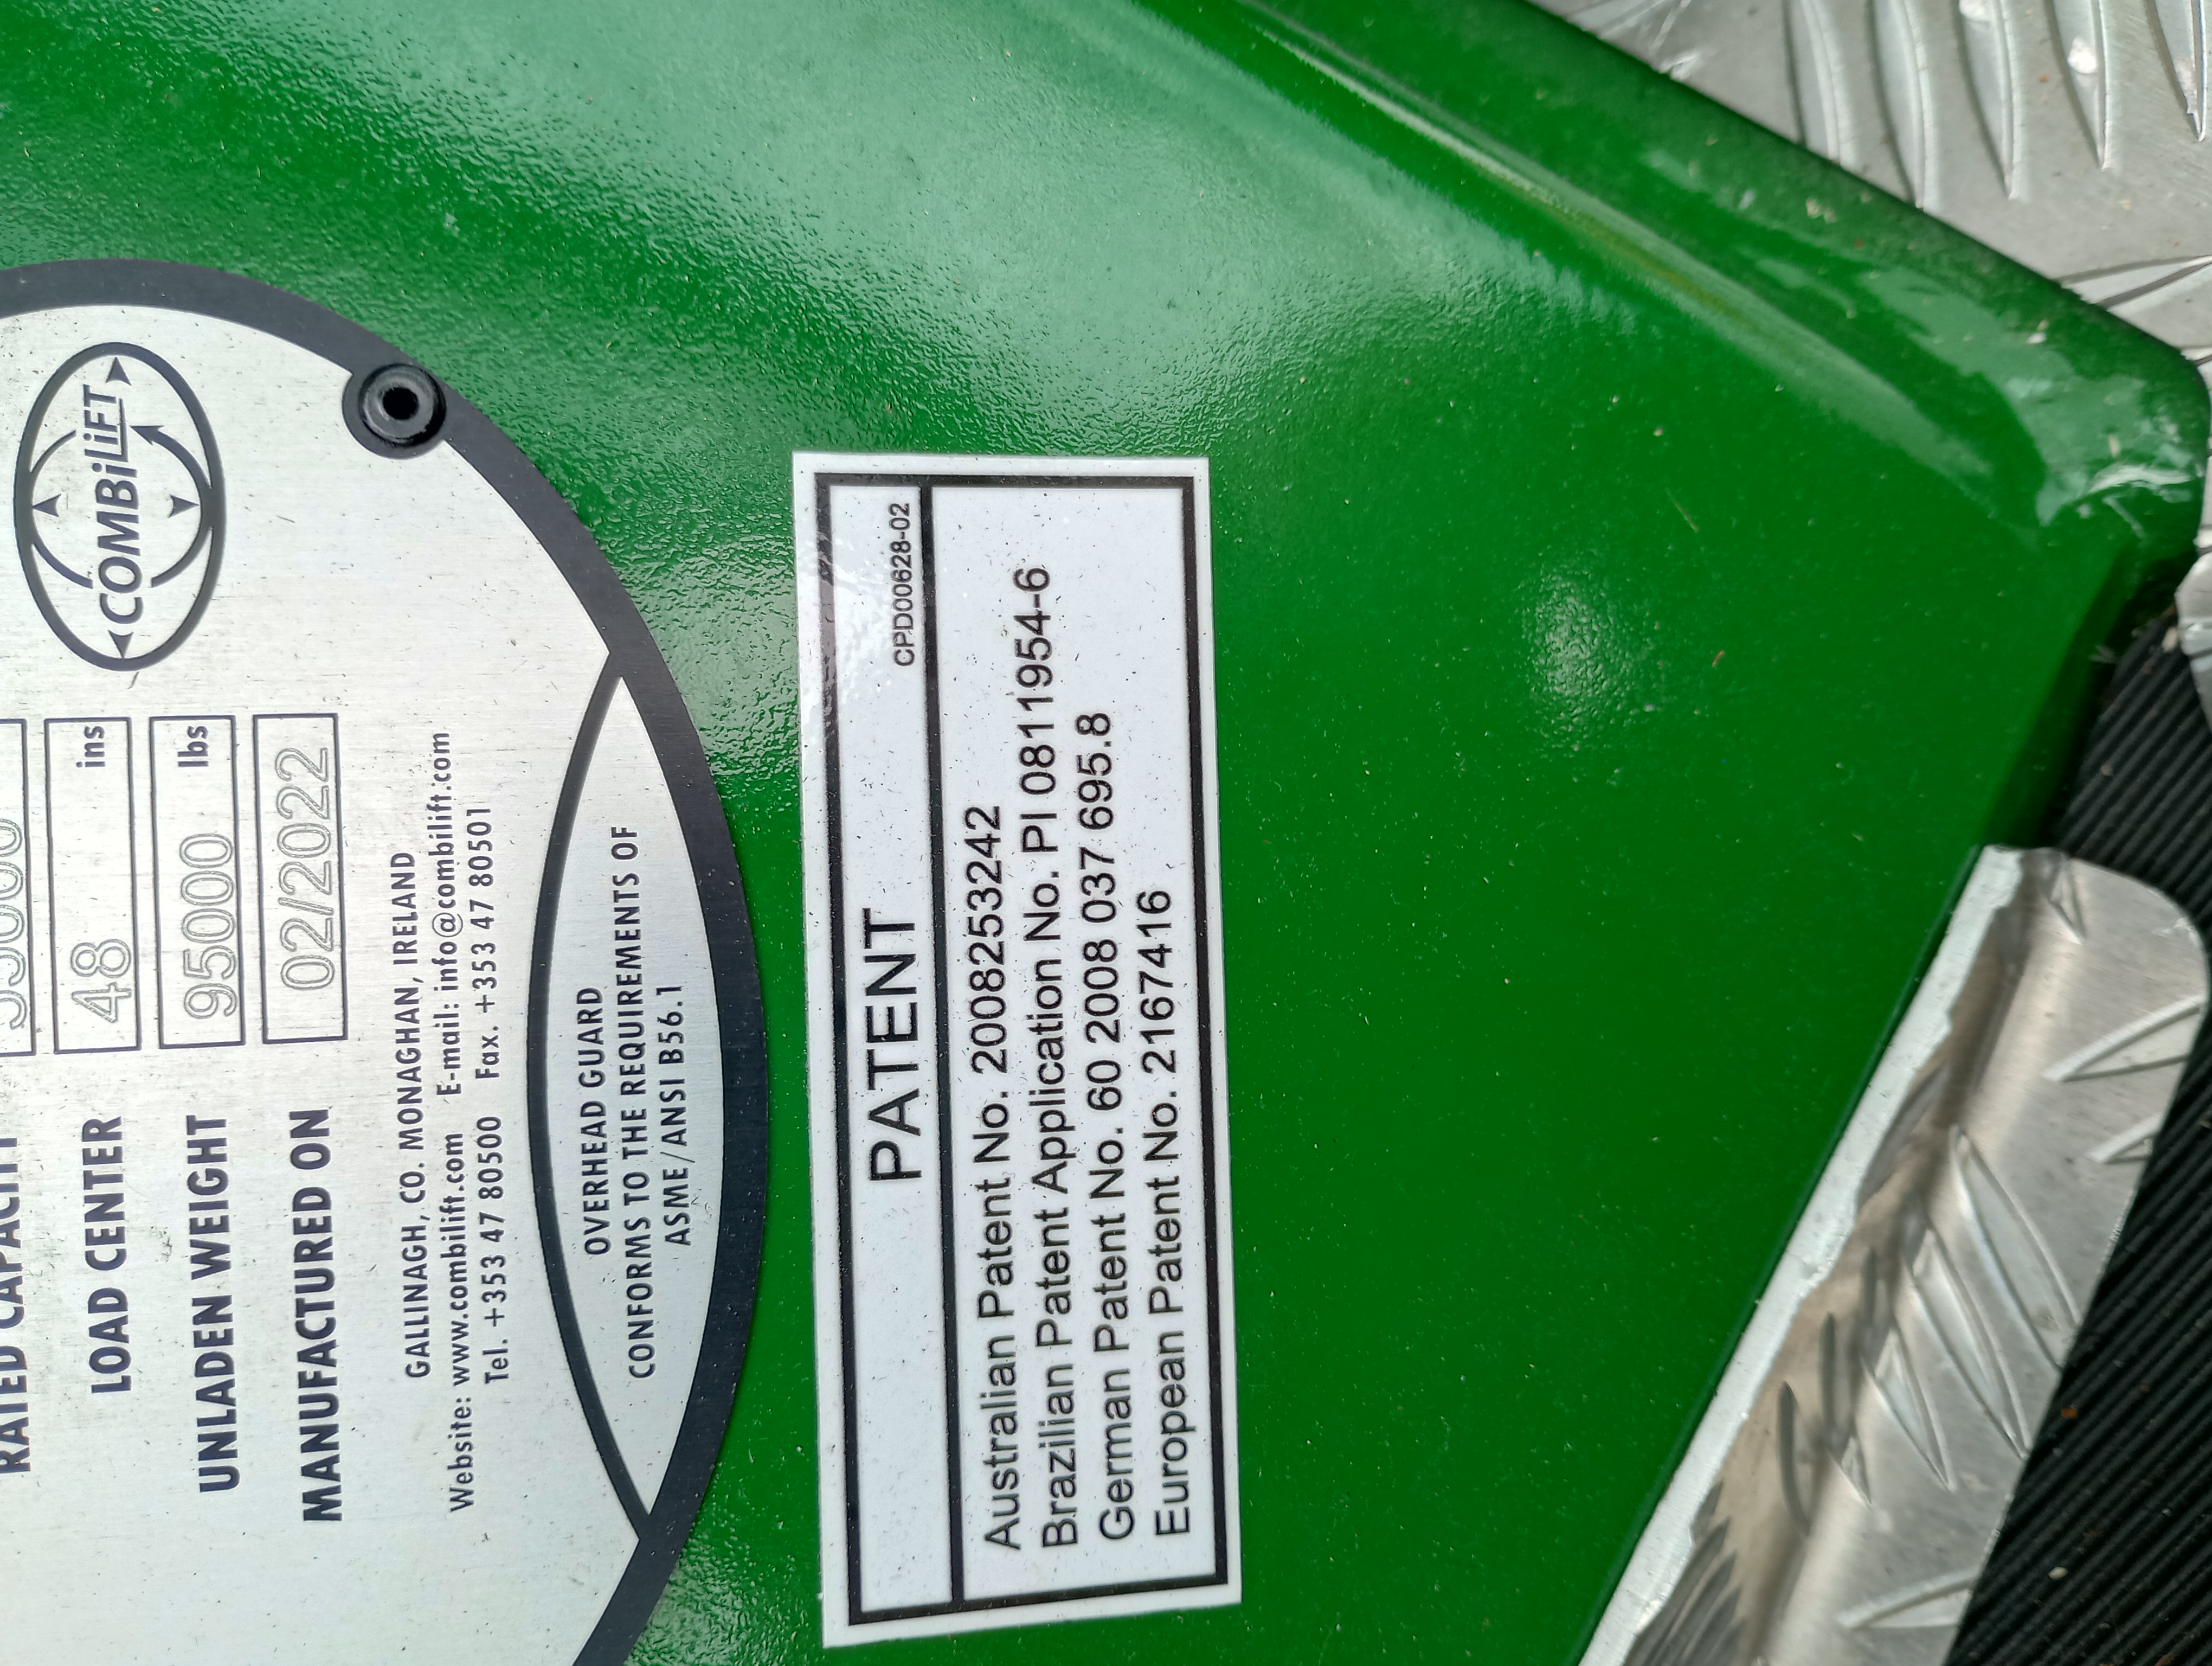 COMBiLiFT
RATED CAPACITY
LOAD CENTER 48 ins
UNLADEN WEIGHT 95000 lbs
MANUFACTURED ON 02/2022
GALLINAGH, CO. MONAGHAN, IRELAND
Website: www.combilift.com E-mail: info@combilift.com
Tel. +353 47 80500 Fax. +353 47 80501
OVERHEAD GUARD
CONFORMS TO THE REQUIREMENTS OF
ASME/ANSI B56.1
PATENT CPD00628-02
Australian Patent No. 2008253242
Brazilian Patent Application No. PI 0811954-6
German Patent No. 60 2008 037 695.8
European Patent No. 2167416